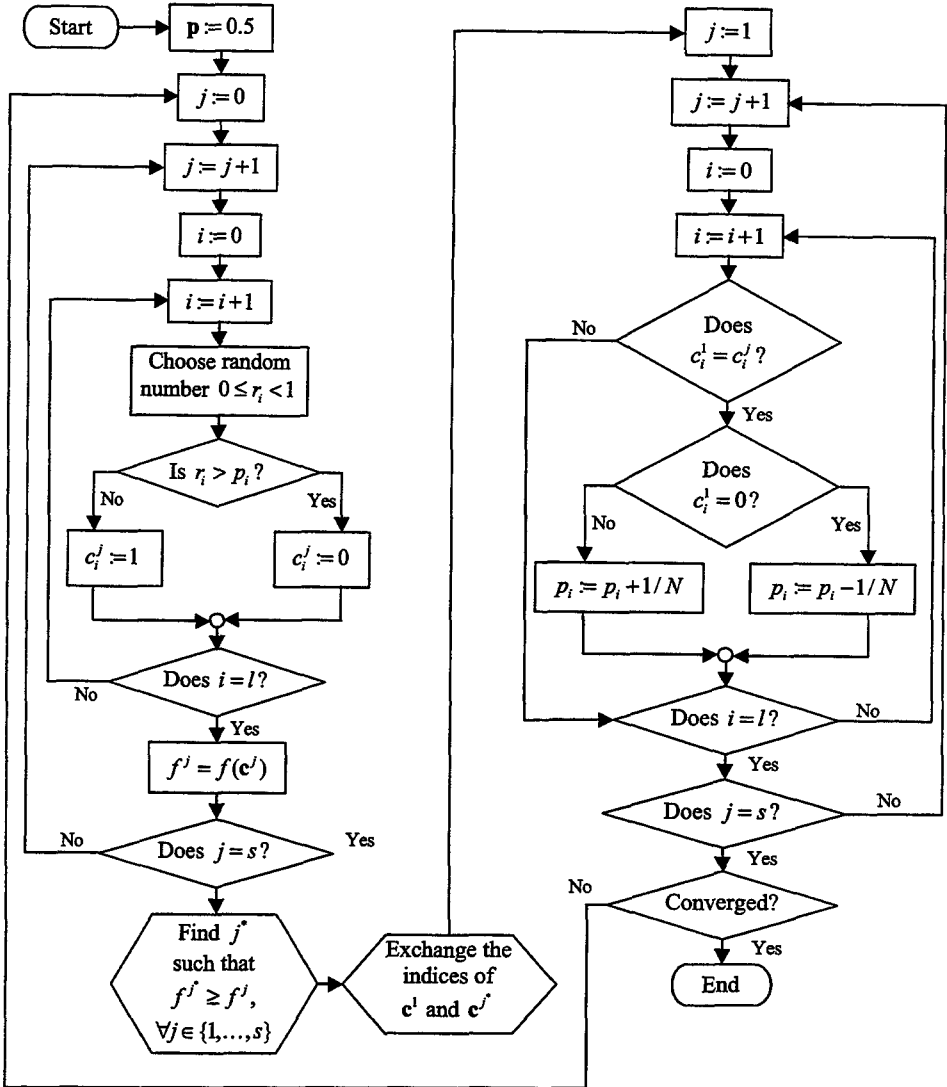 Start
p := 0.5
j := 0
j := j+1
i := 0
i := i+1
Choose random
number 0 ≤ r_i < 1
Is r_i > p_i ?
No
Yes
c_i^j := 1
c_i^j := 0
Does i = l ?
No
Yes
f^j = f(c^j)
Does j = s ?
No
Yes
Find j*
such that
f^{j*} ≥ f^j,
∀j ∈ {1,...,s}
Exchange the
indices of
c^1 and c^{j*}
j := 1
j := j+1
i := 0
i := i+1
Does
c_i^1 = c_i^j ?
No
Yes
Does
c_i^1 = 0?
No
Yes
p_i := p_i + 1/N
p_i := p_i − 1/N
Does i = l ?
No
Yes
Does j = s ?
No
Yes
Converged?
No
Yes
End